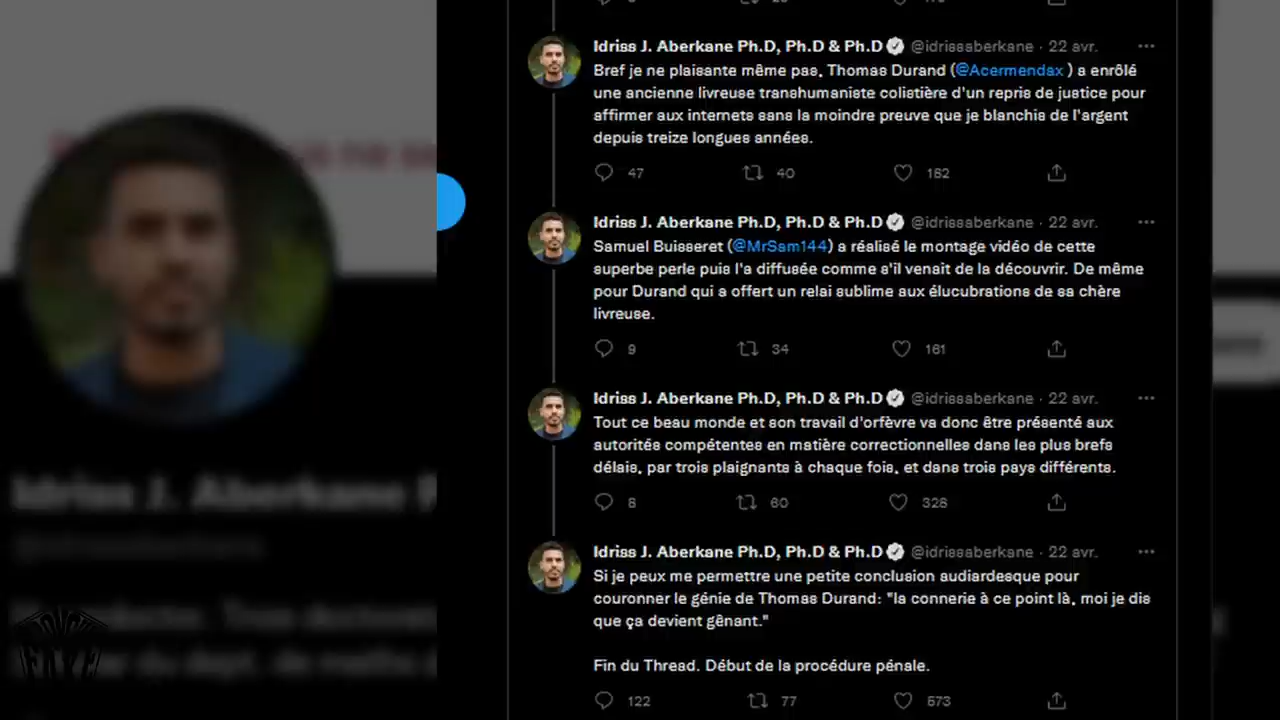 Idriss J. Aberkane Ph.D, Ph.D & Ph.D @idrissaberkane · 22 avr.
Bref je ne plaisante même pas, Thomas Durand (@Acermendax ) a enrôlé
une ancienne livreuse transhumaniste colistière d'un repris de justice pour
affirmer aux internets sans la moindre preuve que je blanchis de l'argent
depuis treize longues années.
47 40 162
Idriss J. Aberkane Ph.D, Ph.D & Ph.D @idrissaberkane · 22 avr.
Samuel Buisseret (@MrSam144) a réalisé le montage vidéo de cette
superbe perle puis l'a diffusée comme s'il venait de la découvrir. De même
pour Durand qui a offert un relai sublime aux élucubrations de sa chère
livreuse.
9 34 161
Idriss J. Aberkane Ph.D, Ph.D & Ph.D @idrissaberkane · 22 avr.
Tout ce beau monde et son travail d'orfèvre va donc être présenté aux
autorités compétentes en matière correctionnelles dans les plus brefs
délais, par trois plaignants à chaque fois, et dans trois pays différents.
60 326
Idriss J. Aberkane Ph.D, Ph.D & Ph.D @idrissaberkane · 22 avr.
Si je peux me permettre une petite conclusion audiardesque pour
couronner le génie de Thomas Durand: "la connerie à ce point là, moi je dis
que ça devient gênant."
Fin du Thread. Début de la procédure pénale.
122 77 573
Idriss J. Aberkane